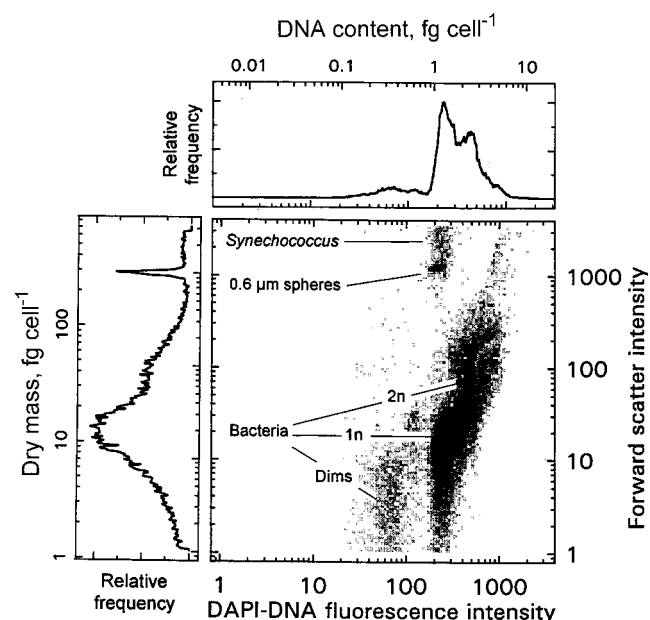 DNA content, fg cell-1
0.01 0.1 1 10
Relative
frequency
Synechococcus
0.6 µm spheres
2n
Bacteria
1n
Dims
Dry mass, fg cell-1
100
10
1
Forward scatter intensity
1000
100
10
1
Relative
frequency
1 10 100 1000
DAPI-DNA fluorescence intensity